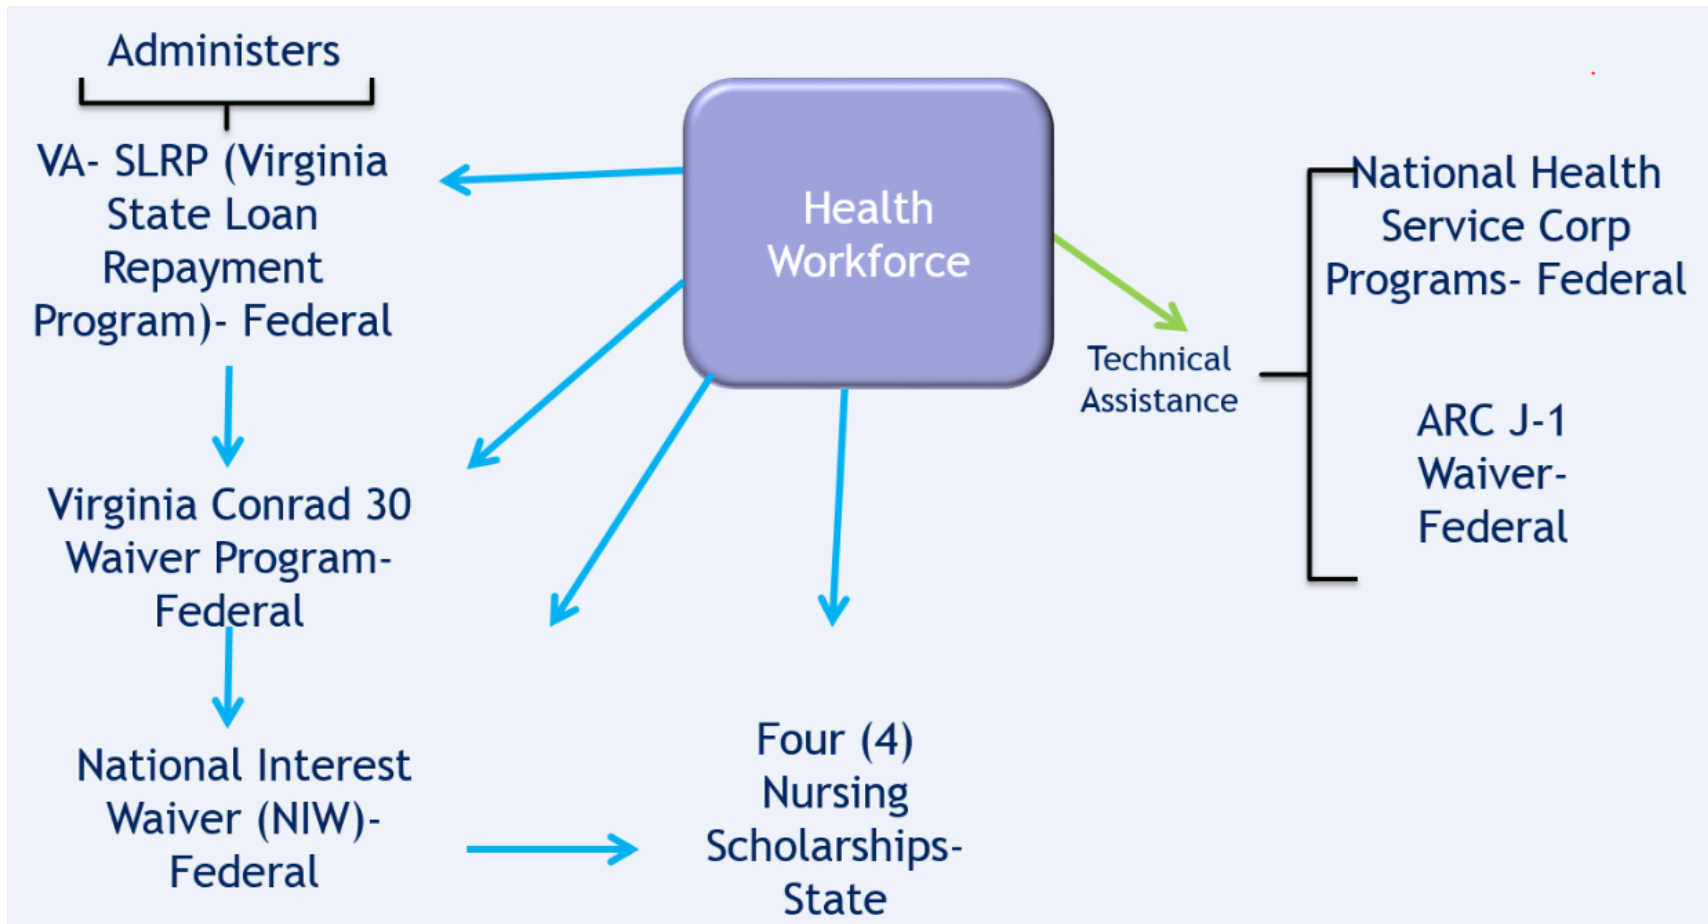 Administers
VA- SLRP (Virginia
State Loan
Repayment
Program)- Federal
Virginia Conrad 30
Waiver Program-
Federal
National Interest
Waiver (NIW)-
Federal
Health
Workforce
Four (4)
Nursing
Scholarships-
State
Technical
Assistance
National Health
Service Corp
Programs- Federal
ARC J-1
Waiver-
Federal